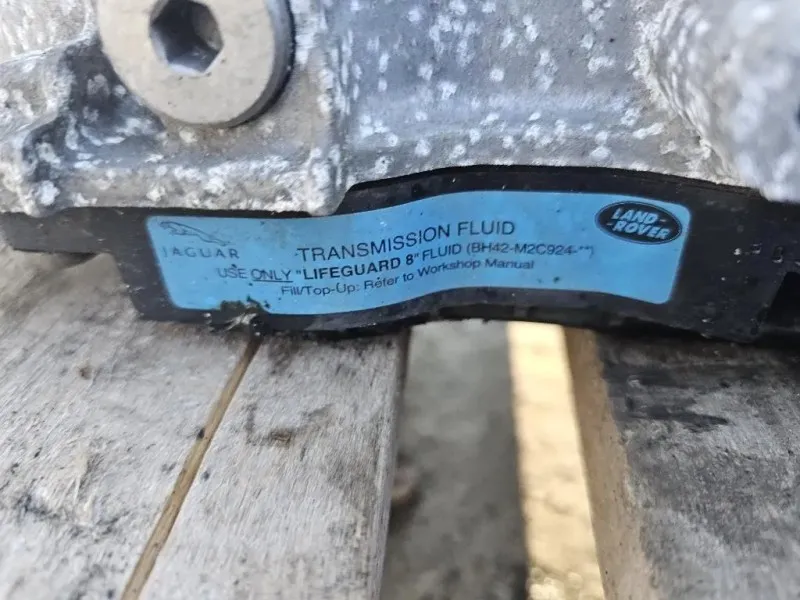 JAGUAR
TRANSMISSION FLUID
USE ONLY "LIFEGUARD 8" FLUID (BH42-M2C924-**)
Fill/Top-Up: Refer to Workshop Manual
LAND-
ROVER